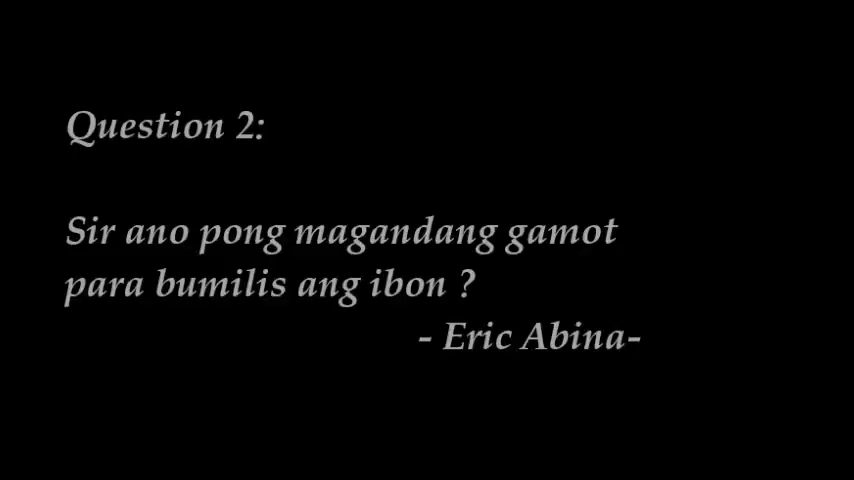 Question 2:
Sir ano pong magandang gamot
para bumilis ang ibon ?
- Eric Abina-